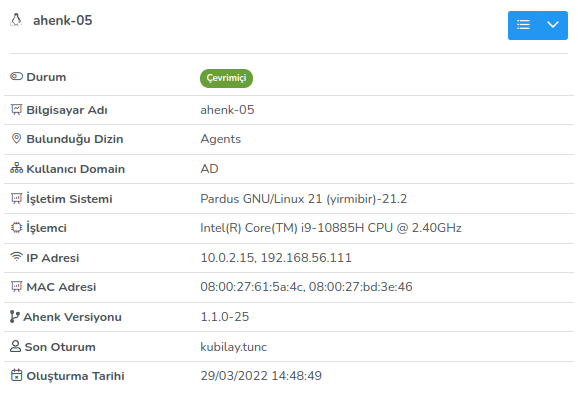 ahenk-05
Durum Çevrimiçi
Bilgisayar Adı ahenk-05
Bulunduğu Dizin Agents
Kullanıcı Domain AD
İşletim Sistemi Pardus GNU/Linux 21 (yirmibir)-21.2
İşlemci Intel(R) Core(TM) i9-10885H CPU @ 2.40GHz
IP Adresi 10.0.2.15, 192.168.56.111
MAC Adresi 08:00:27:61:5a:4c, 08:00:27:bd:3e:46
Ahenk Versiyonu 1.1.0-25
Son Oturum kubilay.tunc
Oluşturma Tarihi 29/03/2022 14:48:49